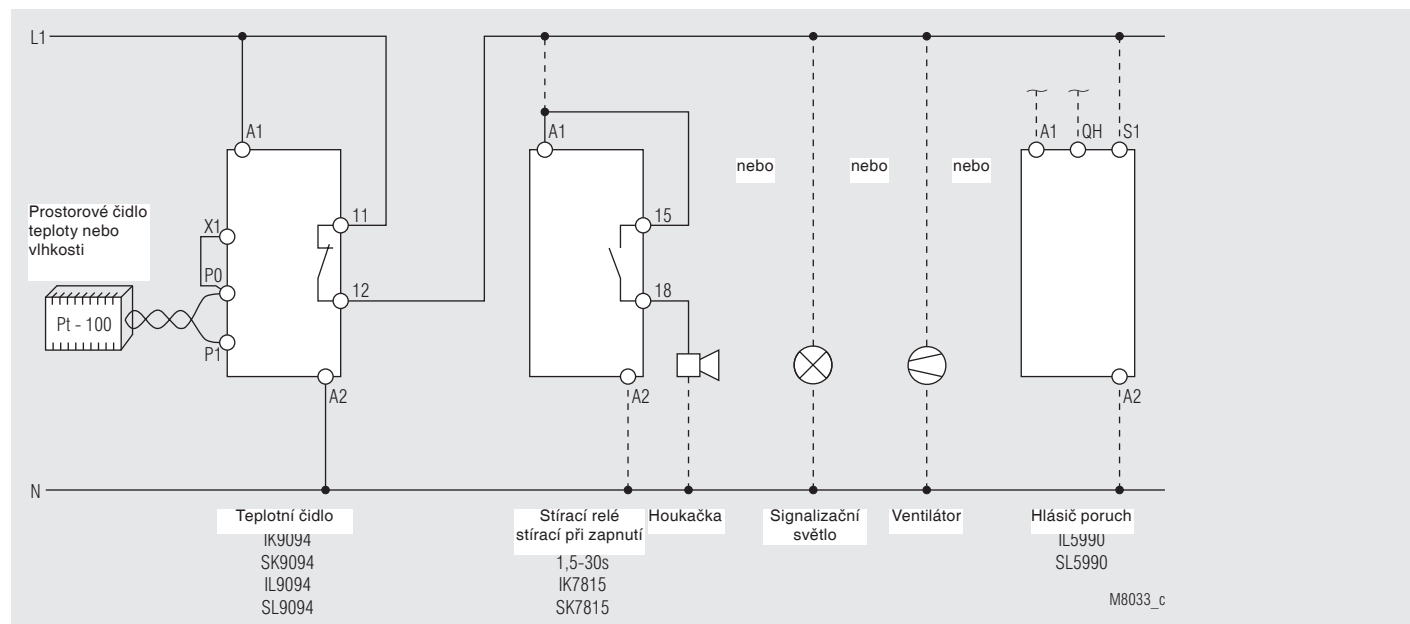 L1
A1
A1
A1
QH
S1
nebo
nebo
nebo
Prostorové čidlo
teploty nebo
vlhkosti
X1
11
15
P0
12
18
Pt - 100
P1
A2
A2
A2
N
Teplotní čidlo
IK9094
SK9094
IL9094
SL9094
Stírací relé
stírací při zapnutí
1,5-30s
IK7815
SK7815
Houkačka
Signalizační
světlo
Ventilátor
Hlásič poruch
IL5990
SL5990
M8033_c